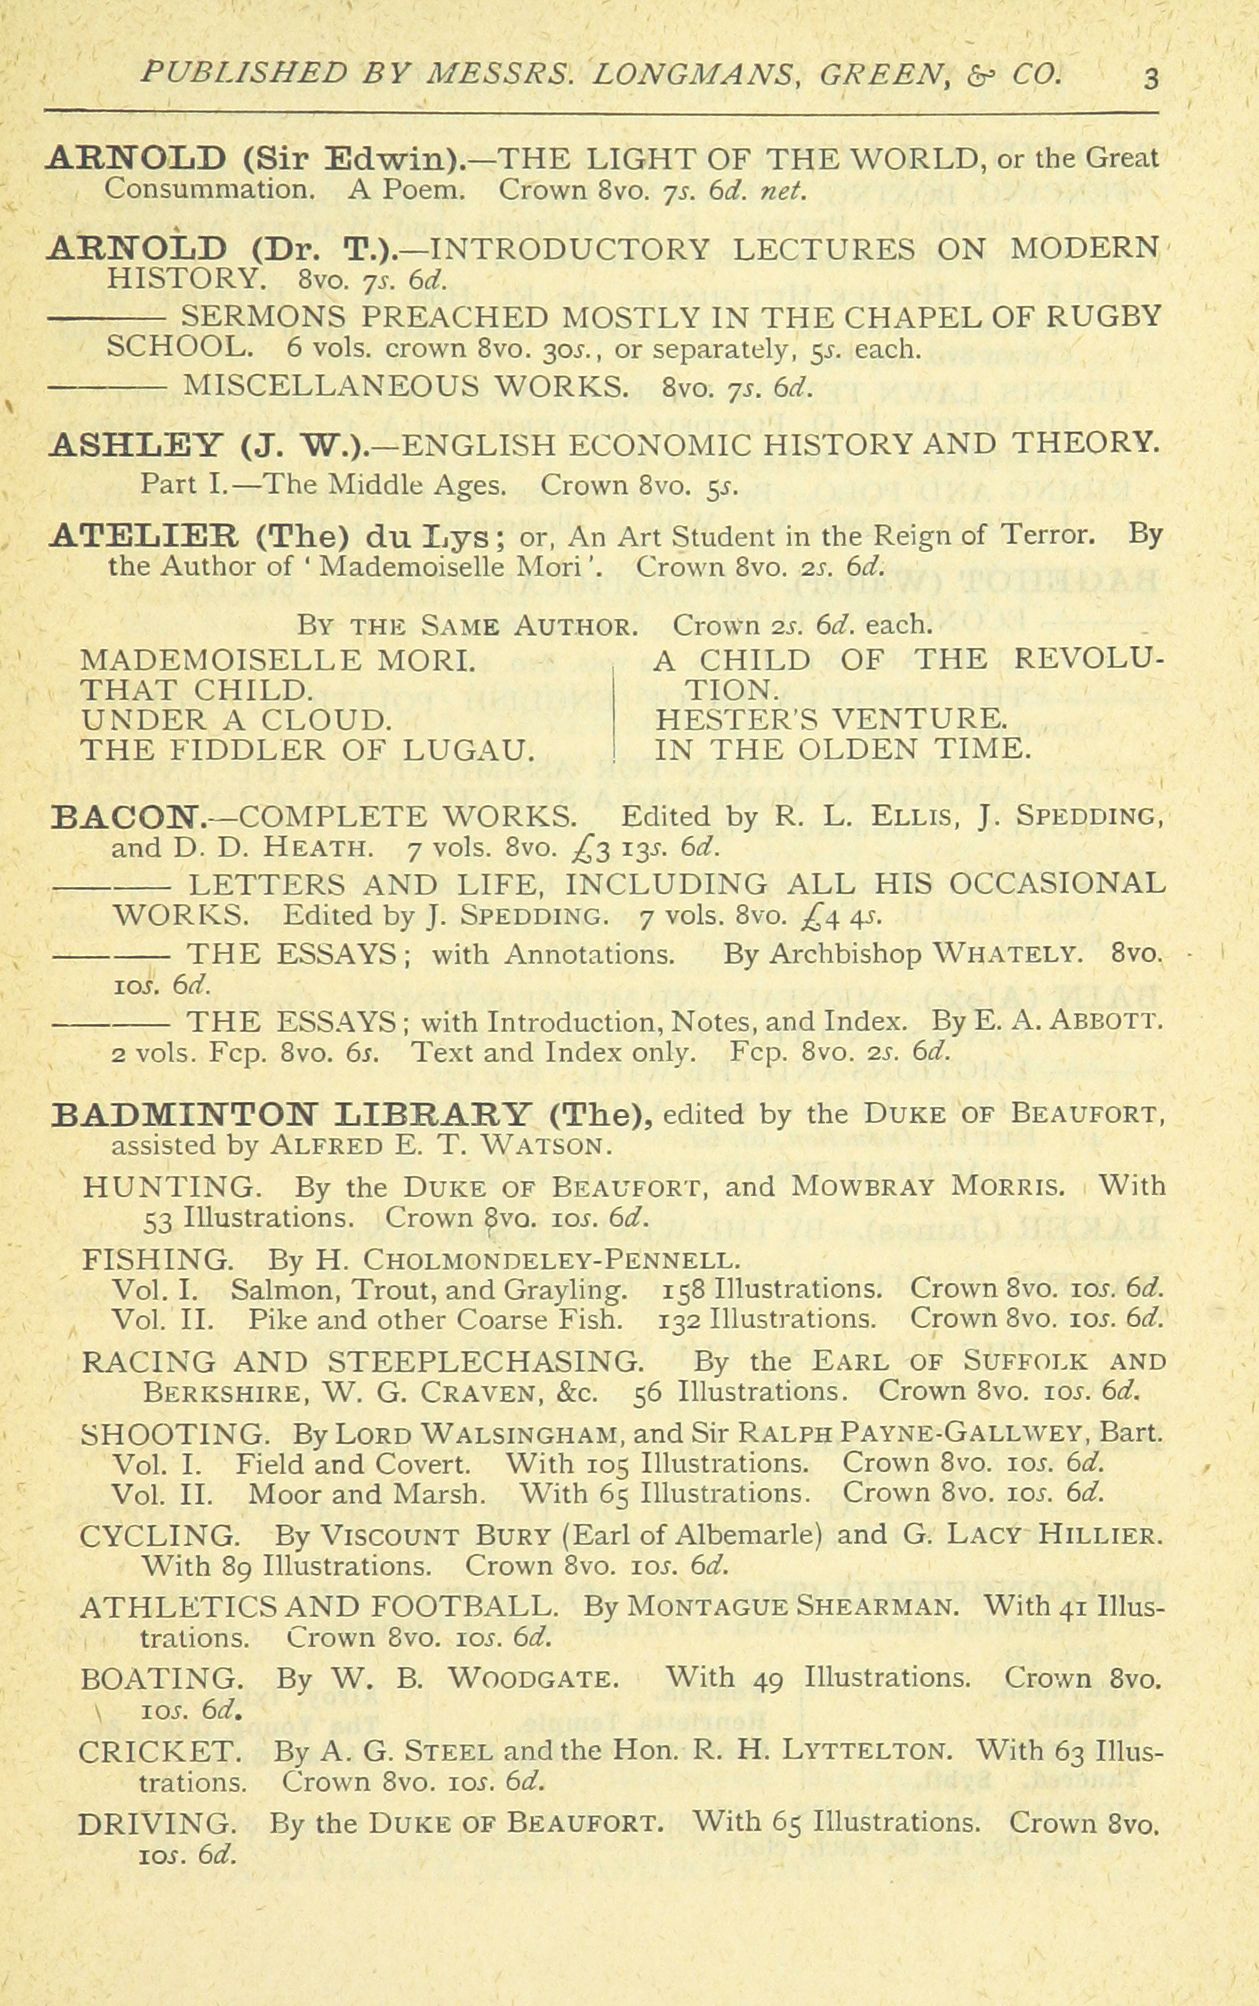 PUBLISHED BY MESSRS. LONGMANS, GREEN, & CO. 3
ARNOLD (Sir Edwin).—THE LIGHT OF THE WORLD, or the Great
Consummation. A Poem. Crown 8vo. 7s. 6d. net.
ARNOLD (Dr. T.).—INTRODUCTORY LECTURES ON MODERN
HISTORY. 8vo. 7s. 6d.
——— SERMONS PREACHED MOSTLY IN THE CHAPEL OF RUGBY
SCHOOL. 6 vols. crown 8vo. 30s., or separately, 5s. each.
——— MISCELLANEOUS WORKS. 8vo. 7s. 6d.
ASHLEY (J. W.).—ENGLISH ECONOMIC HISTORY AND THEORY.
Part I.—The Middle Ages. Crown 8vo. 5s.
ATELIER (The) du Lys; or, An Art Student in the Reign of Terror. By
the Author of ' Mademoiselle Mori '. Crown 8vo. 2s. 6d.
BY THE SAME AUTHOR. Crown 2s. 6d. each.
MADEMOISELLE MORI.
THAT CHILD.
UNDER A CLOUD.
THE FIDDLER OF LUGAU.
A CHILD OF THE REVOLU-
TION.
HESTER'S VENTURE.
IN THE OLDEN TIME.
BACON.—COMPLETE WORKS. Edited by R. L. ELLIS, J. SPEDDING,
and D. D. HEATH. 7 vols. 8vo. £3 13s. 6d.
——— LETTERS AND LIFE, INCLUDING ALL HIS OCCASIONAL
WORKS. Edited by J. SPEDDING. 7 vols. 8vo. £4 4s.
——— THE ESSAYS; with Annotations. By Archbishop WHATELY. 8vo.
10s. 6d.
——— THE ESSAYS; with Introduction, Notes, and Index. By E. A. ABBOTT.
2 vols. Fcp. 8vo. 6s. Text and Index only. Fcp. 8vo. 2s. 6d.
BADMINTON LIBRARY (The), edited by the DUKE OF BEAUFORT,
assisted by ALFRED E. T. WATSON.
HUNTING. By the DUKE OF BEAUFORT, and MOWBRAY MORRIS. With
53 Illustrations. Crown 8vo. 10s. 6d.
FISHING. By H. CHOLMONDELEY-PENNELL.
Vol. I. Salmon, Trout, and Grayling. 158 Illustrations. Crown 8vo. 10s. 6d.
Vol. II. Pike and other Coarse Fish. 132 Illustrations. Crown 8vo. 10s. 6d.
RACING AND STEEPLECHASING. By the EARL OF SUFFOLK AND
BERKSHIRE, W. G. CRAVEN, &c. 56 Illustrations. Crown 8vo. 10s. 6d.
SHOOTING. By LORD WALSINGHAM, and Sir RALPH PAYNE-GALLWEY, Bart.
Vol. I. Field and Covert. With 105 Illustrations. Crown 8vo. 10s. 6d.
Vol. II. Moor and Marsh. With 65 Illustrations. Crown 8vo. 10s. 6d.
CYCLING. By VISCOUNT BURY (Earl of Albemarle) and G. LACY HILLIER.
With 89 Illustrations. Crown 8vo. 10s. 6d.
ATHLETICS AND FOOTBALL. By MONTAGUE SHEARMAN. With 41 Illus-
trations. Crown 8vo. 10s. 6d.
BOATING. By W. B. WOODGATE. With 49 Illustrations. Crown 8vo.
10s. 6d.
CRICKET. By A. G. STEEL and the Hon. R. H. LYTTELTON. With 63 Illus-
trations. Crown 8vo. 10s. 6d.
DRIVING. By the DUKE OF BEAUFORT. With 65 Illustrations. Crown 8vo.
10s. 6d.